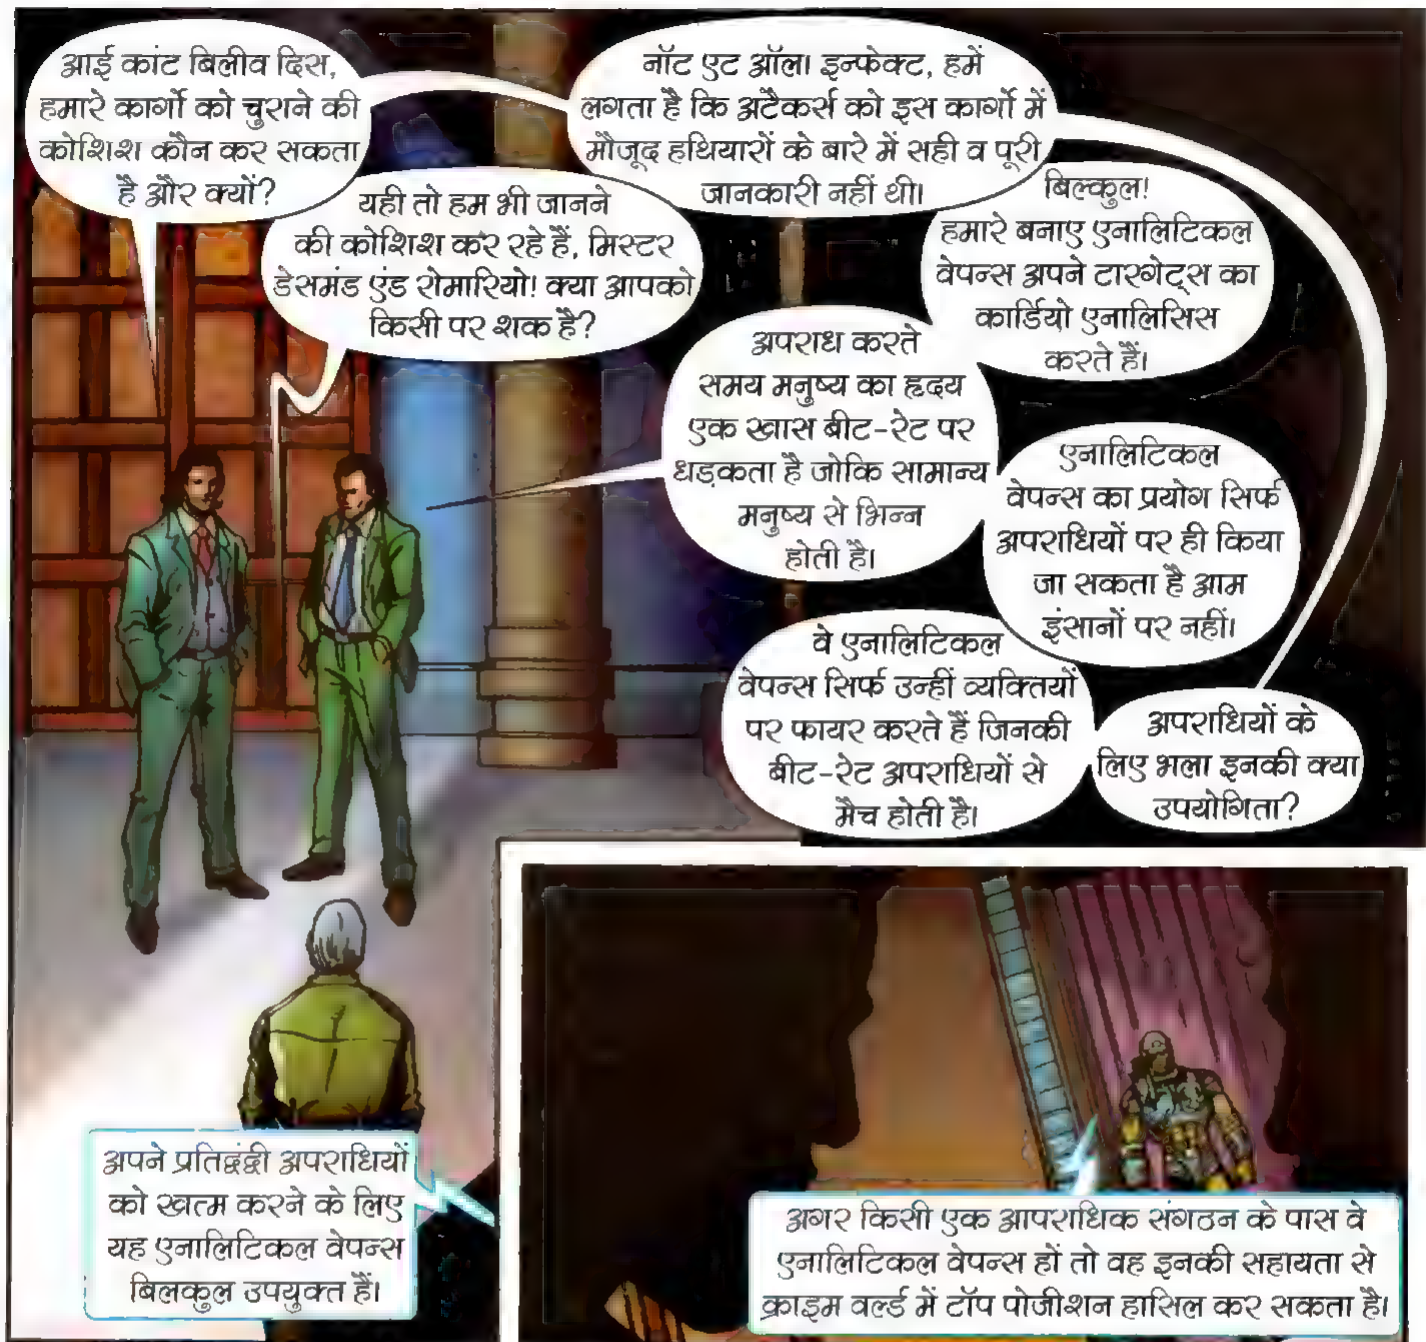 आई कांट बिलीव दिस,
हमारे कार्गो को चुराने की
कोशिश कौन कर सकता
है और क्यों?
यही तो हम भी जानने
की कोशिश कर रहे हैं, मिस्टर
डेसमंड एंड रोमारियो! क्या आपको
किसी पर शक है?
नॉट एट ऑल। इन्फेक्ट, हमें
लगता है कि अटैकर्स को इस कार्गो में
मौजूद हथियारों के बारे में सही व पूरी
जानकारी नहीं थी।
बिल्कुल!
हमारे बनाए एनालिटिकल
वेपन्स अपने टारगेट्स का
कार्डियो एनालिसिस
करते हैं।
अपराध करते
समय मनुष्य का हृदय
एक खास बीट-रेट पर
धड़कता है जोकि सामान्य
मनुष्य से भिन्न
होती है।
एनालिटिकल
वेपन्स का प्रयोग सिर्फ
अपराधियों पर ही किया
जा सकता है आम
इंसानों पर नहीं।
वे एनालिटिकल
वेपन्स सिर्फ उन्हीं व्यक्तियों
पर फायर करते हैं जिनकी
बीट-रेट अपराधियों से
मैच होती है।
अपराधियों के
लिए भला इनकी क्या
उपयोगिता?
अपने प्रतिद्वंद्वी अपराधियों
को खत्म करने के लिए
यह एनालिटिकल वेपन्स
बिलकुल उपयुक्त हैं।
अगर किसी एक आपराधिक संगठन के पास वे
एनालिटिकल वेपन्स हों तो वह इनकी सहायता से
क्राइम वर्ल्ड में टॉप पोजीशन हासिल कर सकता है।